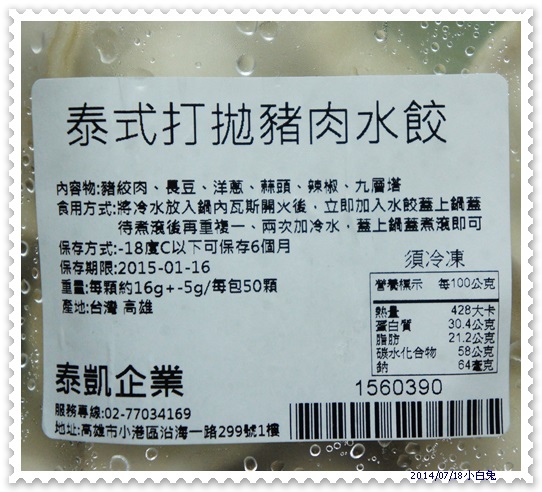 泰式打拋豬肉水餃
內容物:豬絞肉、長豆、洋蔥、蒜頭、辣椒、九層塔
食用方式:將冷水放入鍋內瓦斯開火後，立即加入水餃蓋上鍋蓋
待煮滾後再重複一、兩次加冷水，蓋上鍋蓋煮滾即可
保存方式:-18度C以下可保存6個月
保存期限:2015-01-16
重量:每顆約16g+-5g/每包50顆
產地:台灣 高雄
須冷凍
營養標示 每100公克
熱量 428大卡
蛋白質 30.4公克
脂肪 21.2公克
碳水化合物 58公克
鈉 64毫克
泰凱企業
服務專線:02-77034169
地址:高雄市小港區沿海一路299號1樓
1560390
2014/07/18小白兔